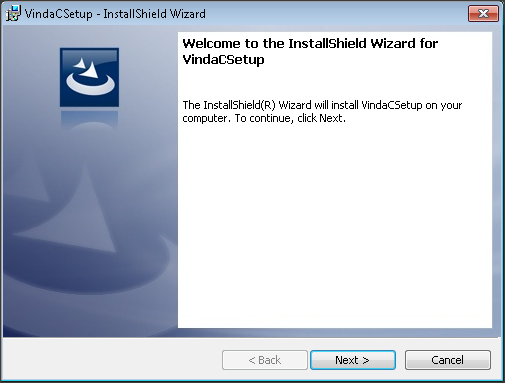 VindaCSetup - InstallShield Wizard
Welcome to the InstallShield Wizard for
VindaCSetup
The InstallShield(R) Wizard will install VindaCSetup on your
computer. To continue, click Next.
< Back
Next >
Cancel